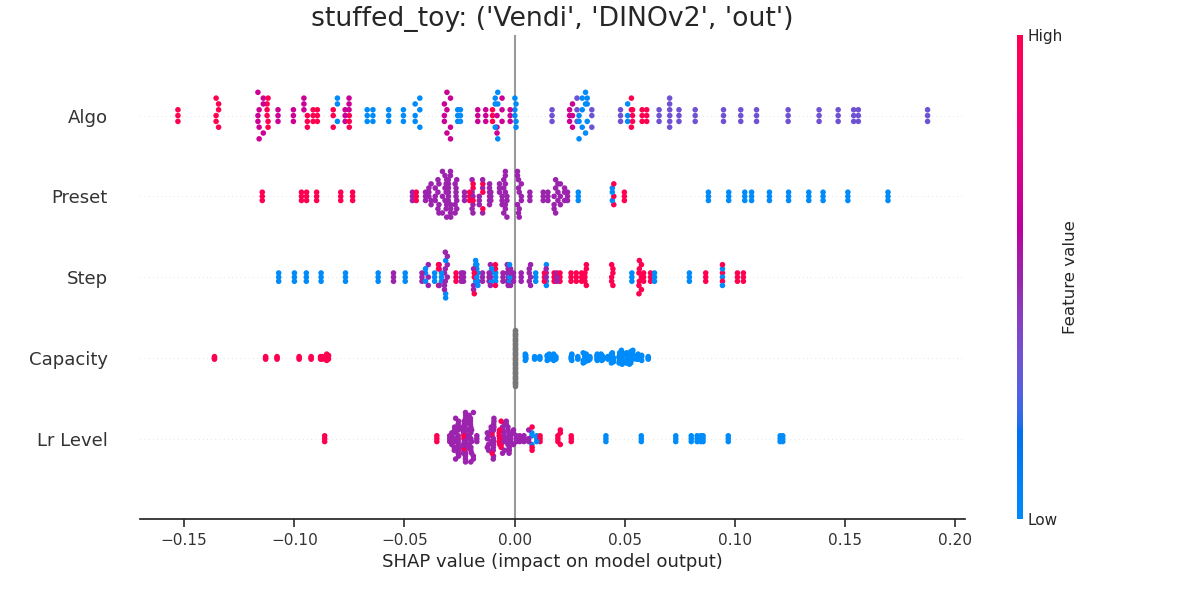 stuffed_toy: ('Vendi', 'DINOv2', 'out')
High
Algo
Preset
Step
Capacity
Lr Level
Feature value
Low
−0.15 −0.10 −0.05 0.00 0.05 0.10 0.15 0.20
SHAP value (impact on model output)